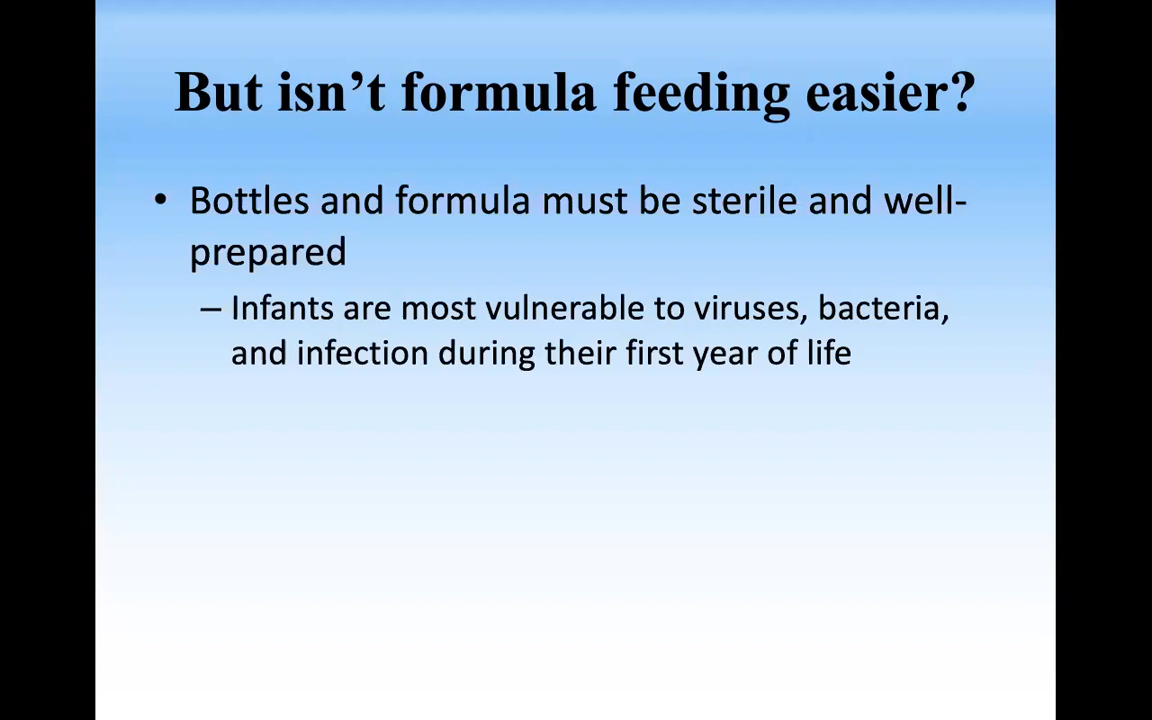 But isn’t formula feeding easier?
• Bottles and formula must be sterile and well-
prepared
– Infants are most vulnerable to viruses, bacteria,
and infection during their first year of life